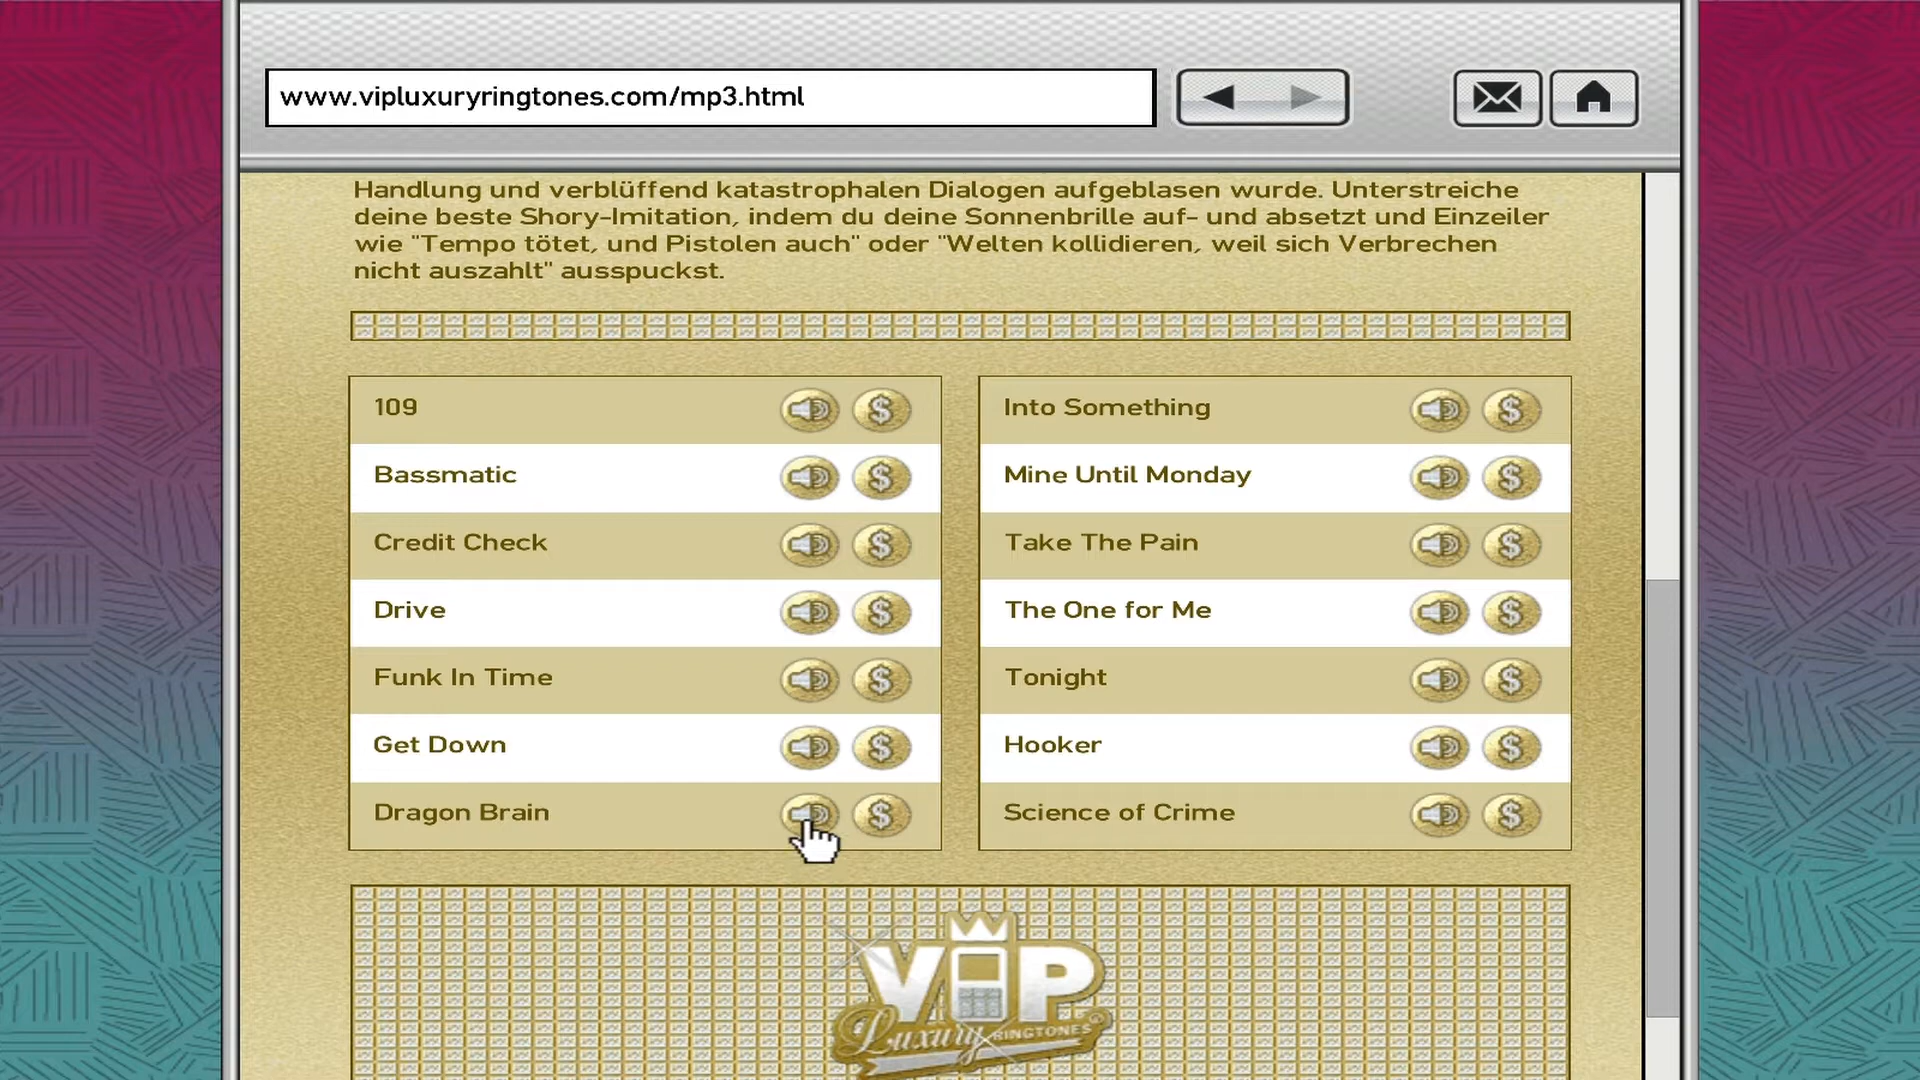 www.vipluxuryringtones.com/mp3.html
Handlung und verblüffend katastrophalen Dialogen aufgeblasen wurde. Unterstreiche
deine beste Shory-Imitation, indem du deine Sonnenbrille auf- und absetzt und Einzeiler
wie "Tempo tötet, und Pistolen auch" oder "Welten kollidieren, weil sich Verbrechen
nicht auszahlt" ausspuckst.
109
Bassmatic
Credit Check
Drive
Funk In Time
Get Down
Dragon Brain
Into Something
Mine Until Monday
Take The Pain
The One for Me
Tonight
Hooker
Science of Crime
VIP
Luxury RINGTONES